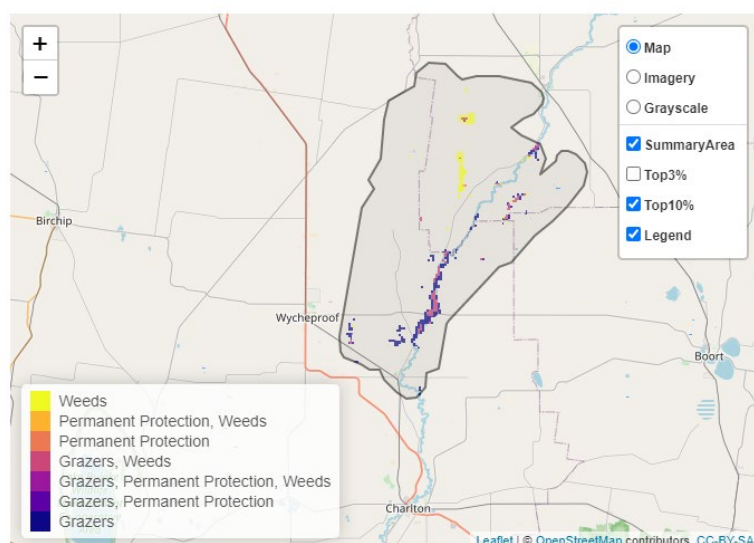 +
−
Map
Imagery
Grayscale
SummaryArea
Top3%
Top10%
Legend
Birchip
Wycheproof
Boort
Weeds
Permanent Protection, Weeds
Permanent Protection
Grazers, Weeds
Grazers, Permanent Protection, Weeds
Grazers, Permanent Protection
Grazers
Charlton
Leaflet | © OpenStreetMap contributors, CC-BY-SA